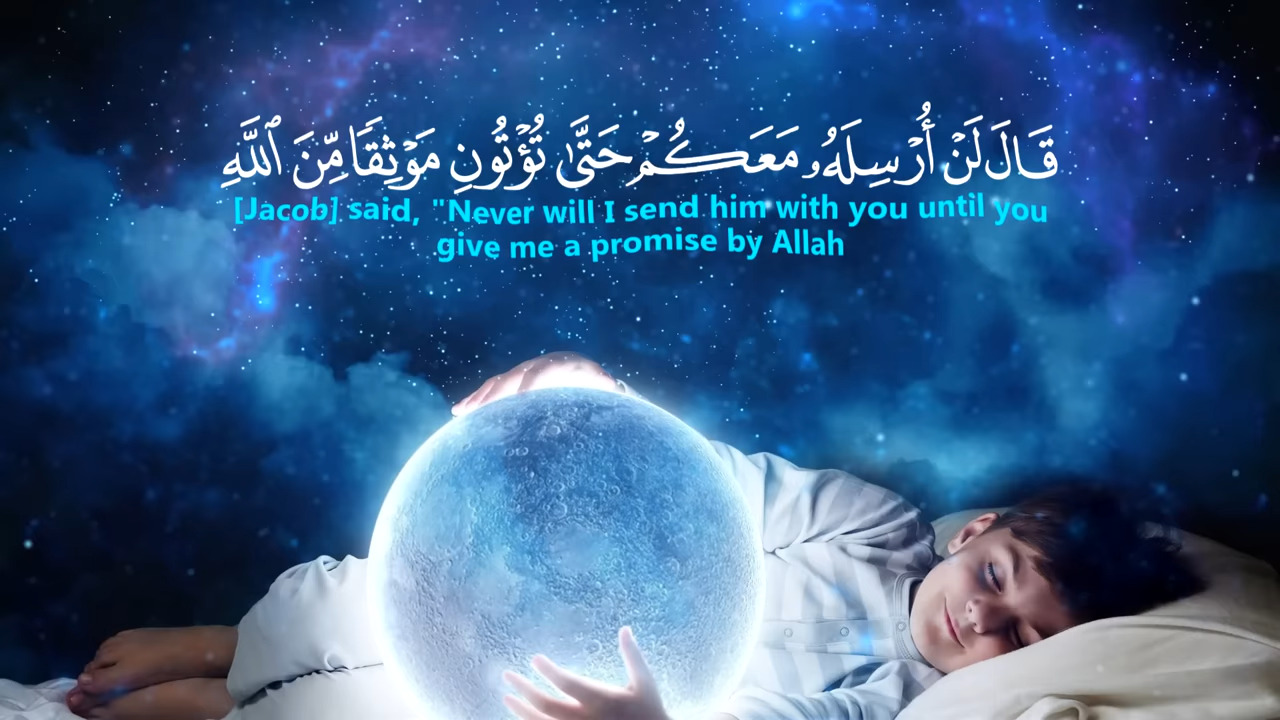 قَالَ لَنْ أُرْسِلَهُۥ مَعَكُمْ حَتَّىٰ تُؤْتُونِ مَوْثِقًا مِّنَ ٱللَّهِ
[Jacob] said, "Never will I send him with you until you
give me a promise by Allah